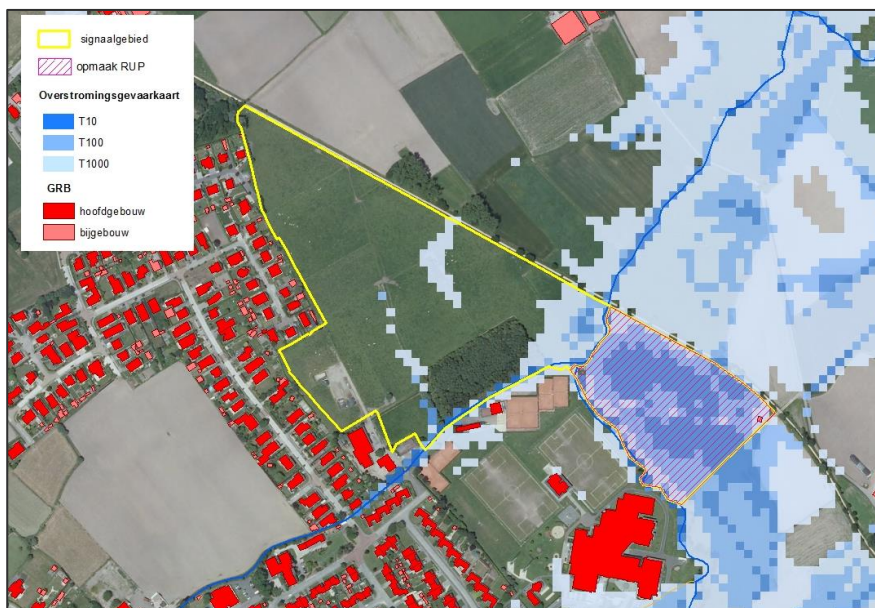 signaalgebied
opmaak RUP
Overstromingsgevaarkaart
T10
T100
T1000
GRB
hoofdgebouw
bijgebouw